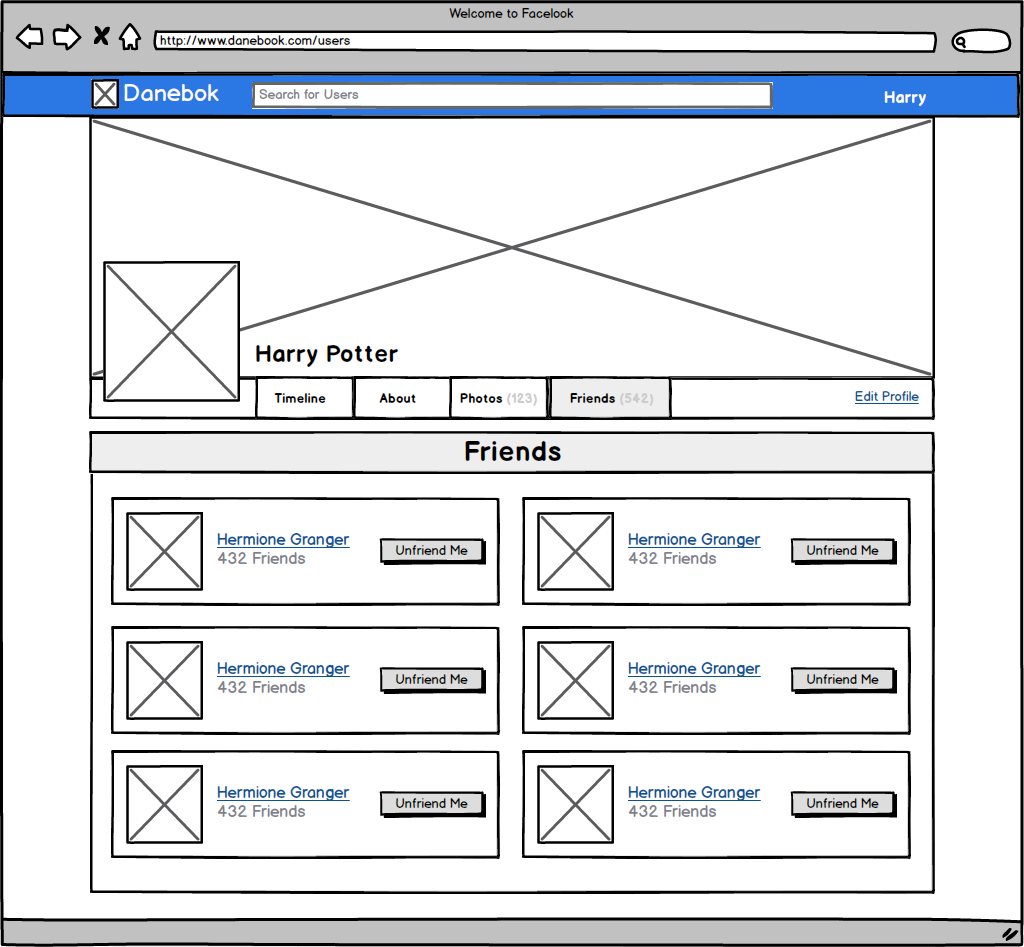 Welcome to Facelook
http://www.danebook.com/users
Danebok
Search for Users
Harry
Harry Potter
Timeline
About
Photos (123)
Friends (542)
Edit Profile
Friends
Hermione Granger
432 Friends
Unfriend Me
Hermione Granger
432 Friends
Unfriend Me
Hermione Granger
432 Friends
Unfriend Me
Hermione Granger
432 Friends
Unfriend Me
Hermione Granger
432 Friends
Unfriend Me
Hermione Granger
432 Friends
Unfriend Me